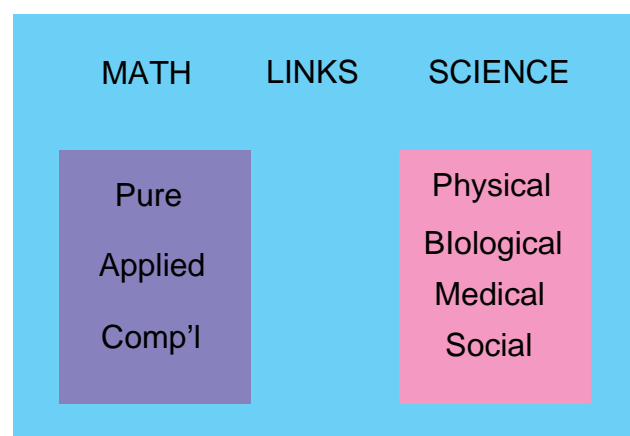 MATH LINKS SCIENCE
Pure
Applied
Comp'l
Physical
BIological
Medical
Social